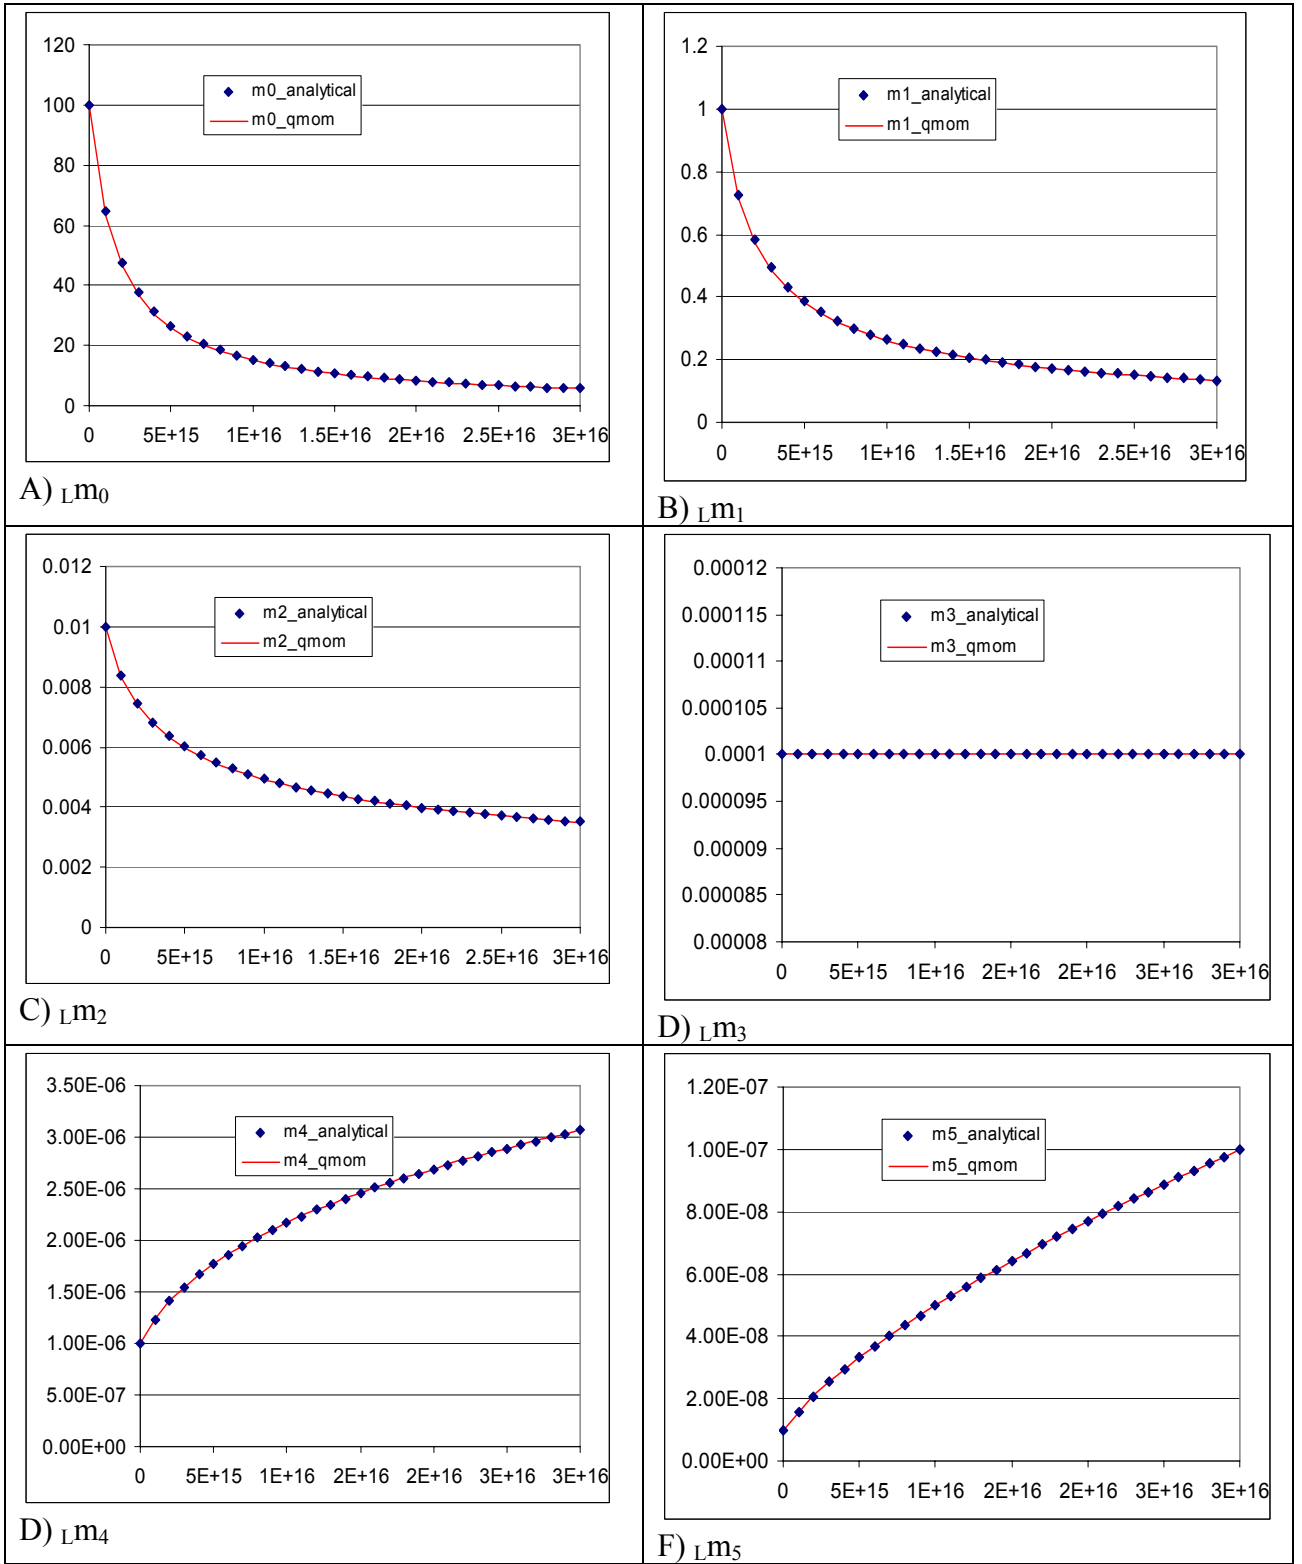 120
100
80
60
40
20
0
m0_analytical
m0_qmom
0 5E+15 1E+16 1.5E+16 2E+16 2.5E+16 3E+16
A) Lm0
1.2
1
0.8
0.6
0.4
0.2
0
m1_analytical
m1_qmom
0 5E+15 1E+16 1.5E+16 2E+16 2.5E+16 3E+16
B) Lm1
0.012
0.01
0.008
0.006
0.004
0.002
0
m2_analytical
m2_qmom
0 5E+15 1E+16 1.5E+16 2E+16 2.5E+16 3E+16
C) Lm2
0.00012
0.000115
0.00011
0.000105
0.0001
0.000095
0.00009
0.000085
0.00008
m3_analytical
m3_qmom
0 5E+15 1E+16 2E+16 2E+16 3E+16 3E+16
D) Lm3
3.50E-06
3.00E-06
2.50E-06
2.00E-06
1.50E-06
1.00E-06
5.00E-07
0.00E+00
m4_analytical
m4_qmom
0 5E+15 1E+16 2E+16 2E+16 3E+16 3E+16
D) Lm4
1.20E-07
1.00E-07
8.00E-08
6.00E-08
4.00E-08
2.00E-08
0.00E+00
m5_analytical
m5_qmom
0 5E+15 1E+16 2E+16 2E+16 3E+16 3E+16
F) Lm5